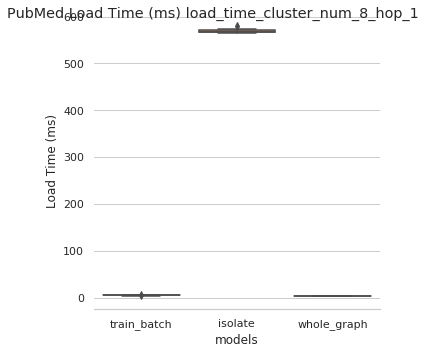 PubMed Load Time (ms) load_time_cluster_num_8_hop_1
600
500
400
300
200
100
0
Load Time (ms)
train_batch isolate whole_graph
models